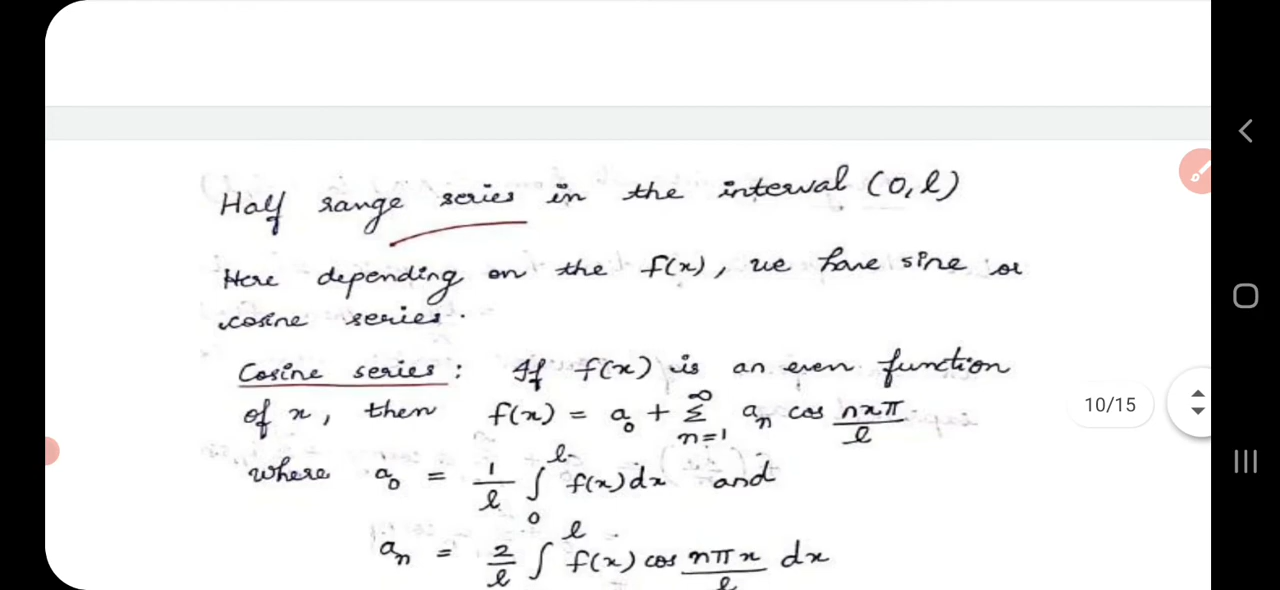 Half range series in the interval (0, l)
Here depending on the f(x), we have sine or
cosine series.
Cosine series : If f(x) is an even function
of x, then f(x) = a₀ + ∑_{n=1}^{∞} aₙ cos nxπ/l
10/15
where a₀ = 1/l ∫₀^l f(x)dx and
aₙ = 2/l ∫₀^l f(x) cos nπx/l dx